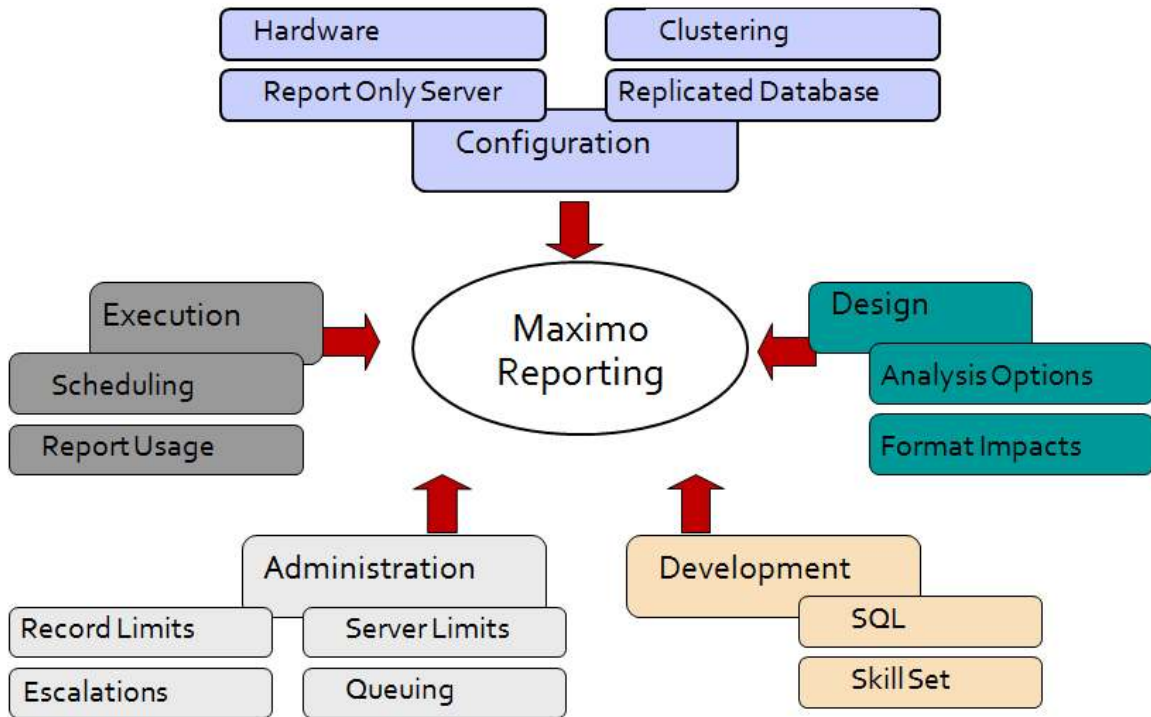 Hardware
Clustering
Report Only Server
Replicated Database
Configuration
Execution
Scheduling
Report Usage
Maximo
Reporting
Design
Analysis Options
Format Impacts
Administration
Record Limits
Server Limits
Escalations
Queuing
Development
SQL
Skill Set